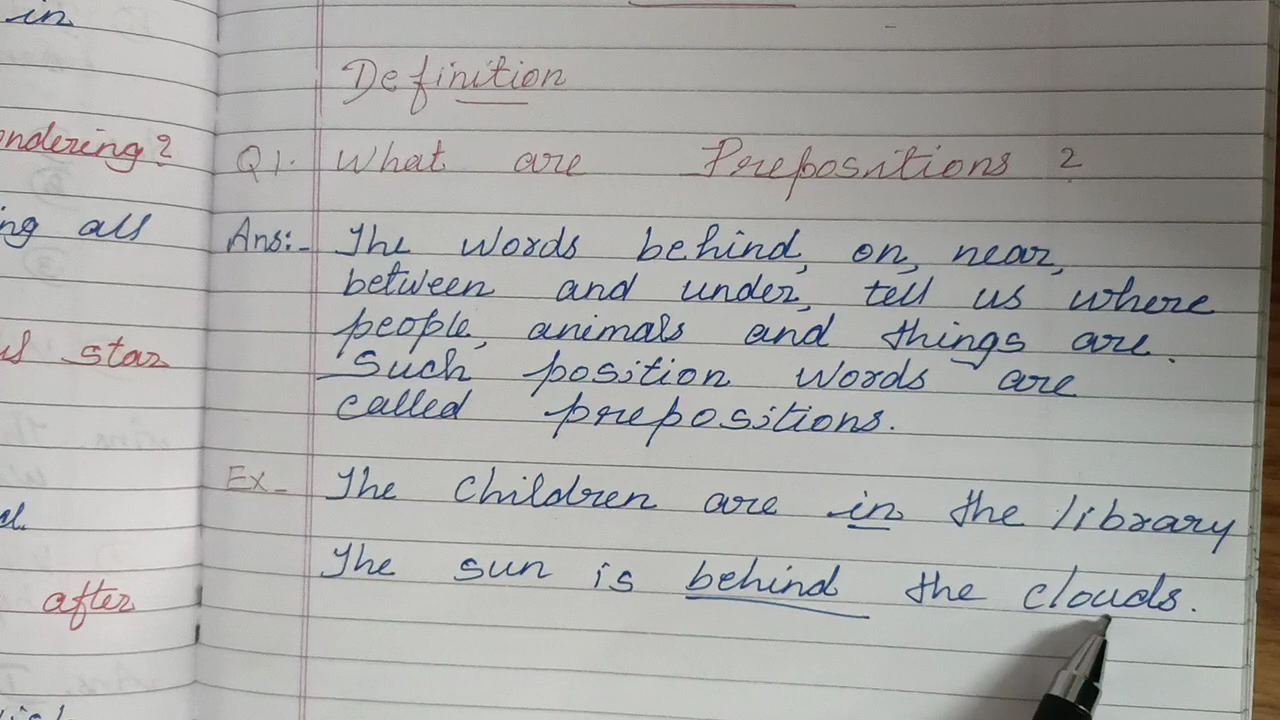 in
ondering?
all
star
after
Definition
Q1. What are Prepositions ?
Ans:- The words behind, on, near,
between and under, tell us where
people, animals and things are.
Such position words are
called prepositions.
Ex- The children are in the library
The sun is behind the clouds.